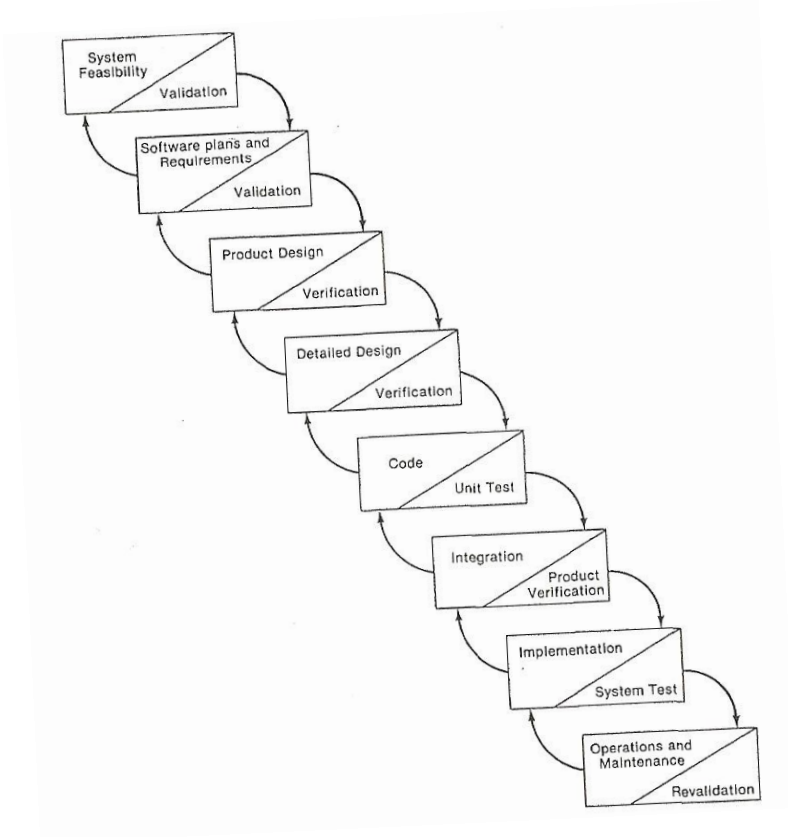 System
Feasibility
Validation
Software plans and
Requirements
Validation
Product Design
Verification
Detailed Design
Verification
Code
Unit Test
Integration
Product
Verification
Implementation
System Test
Operations and
Maintenance
Revalidation